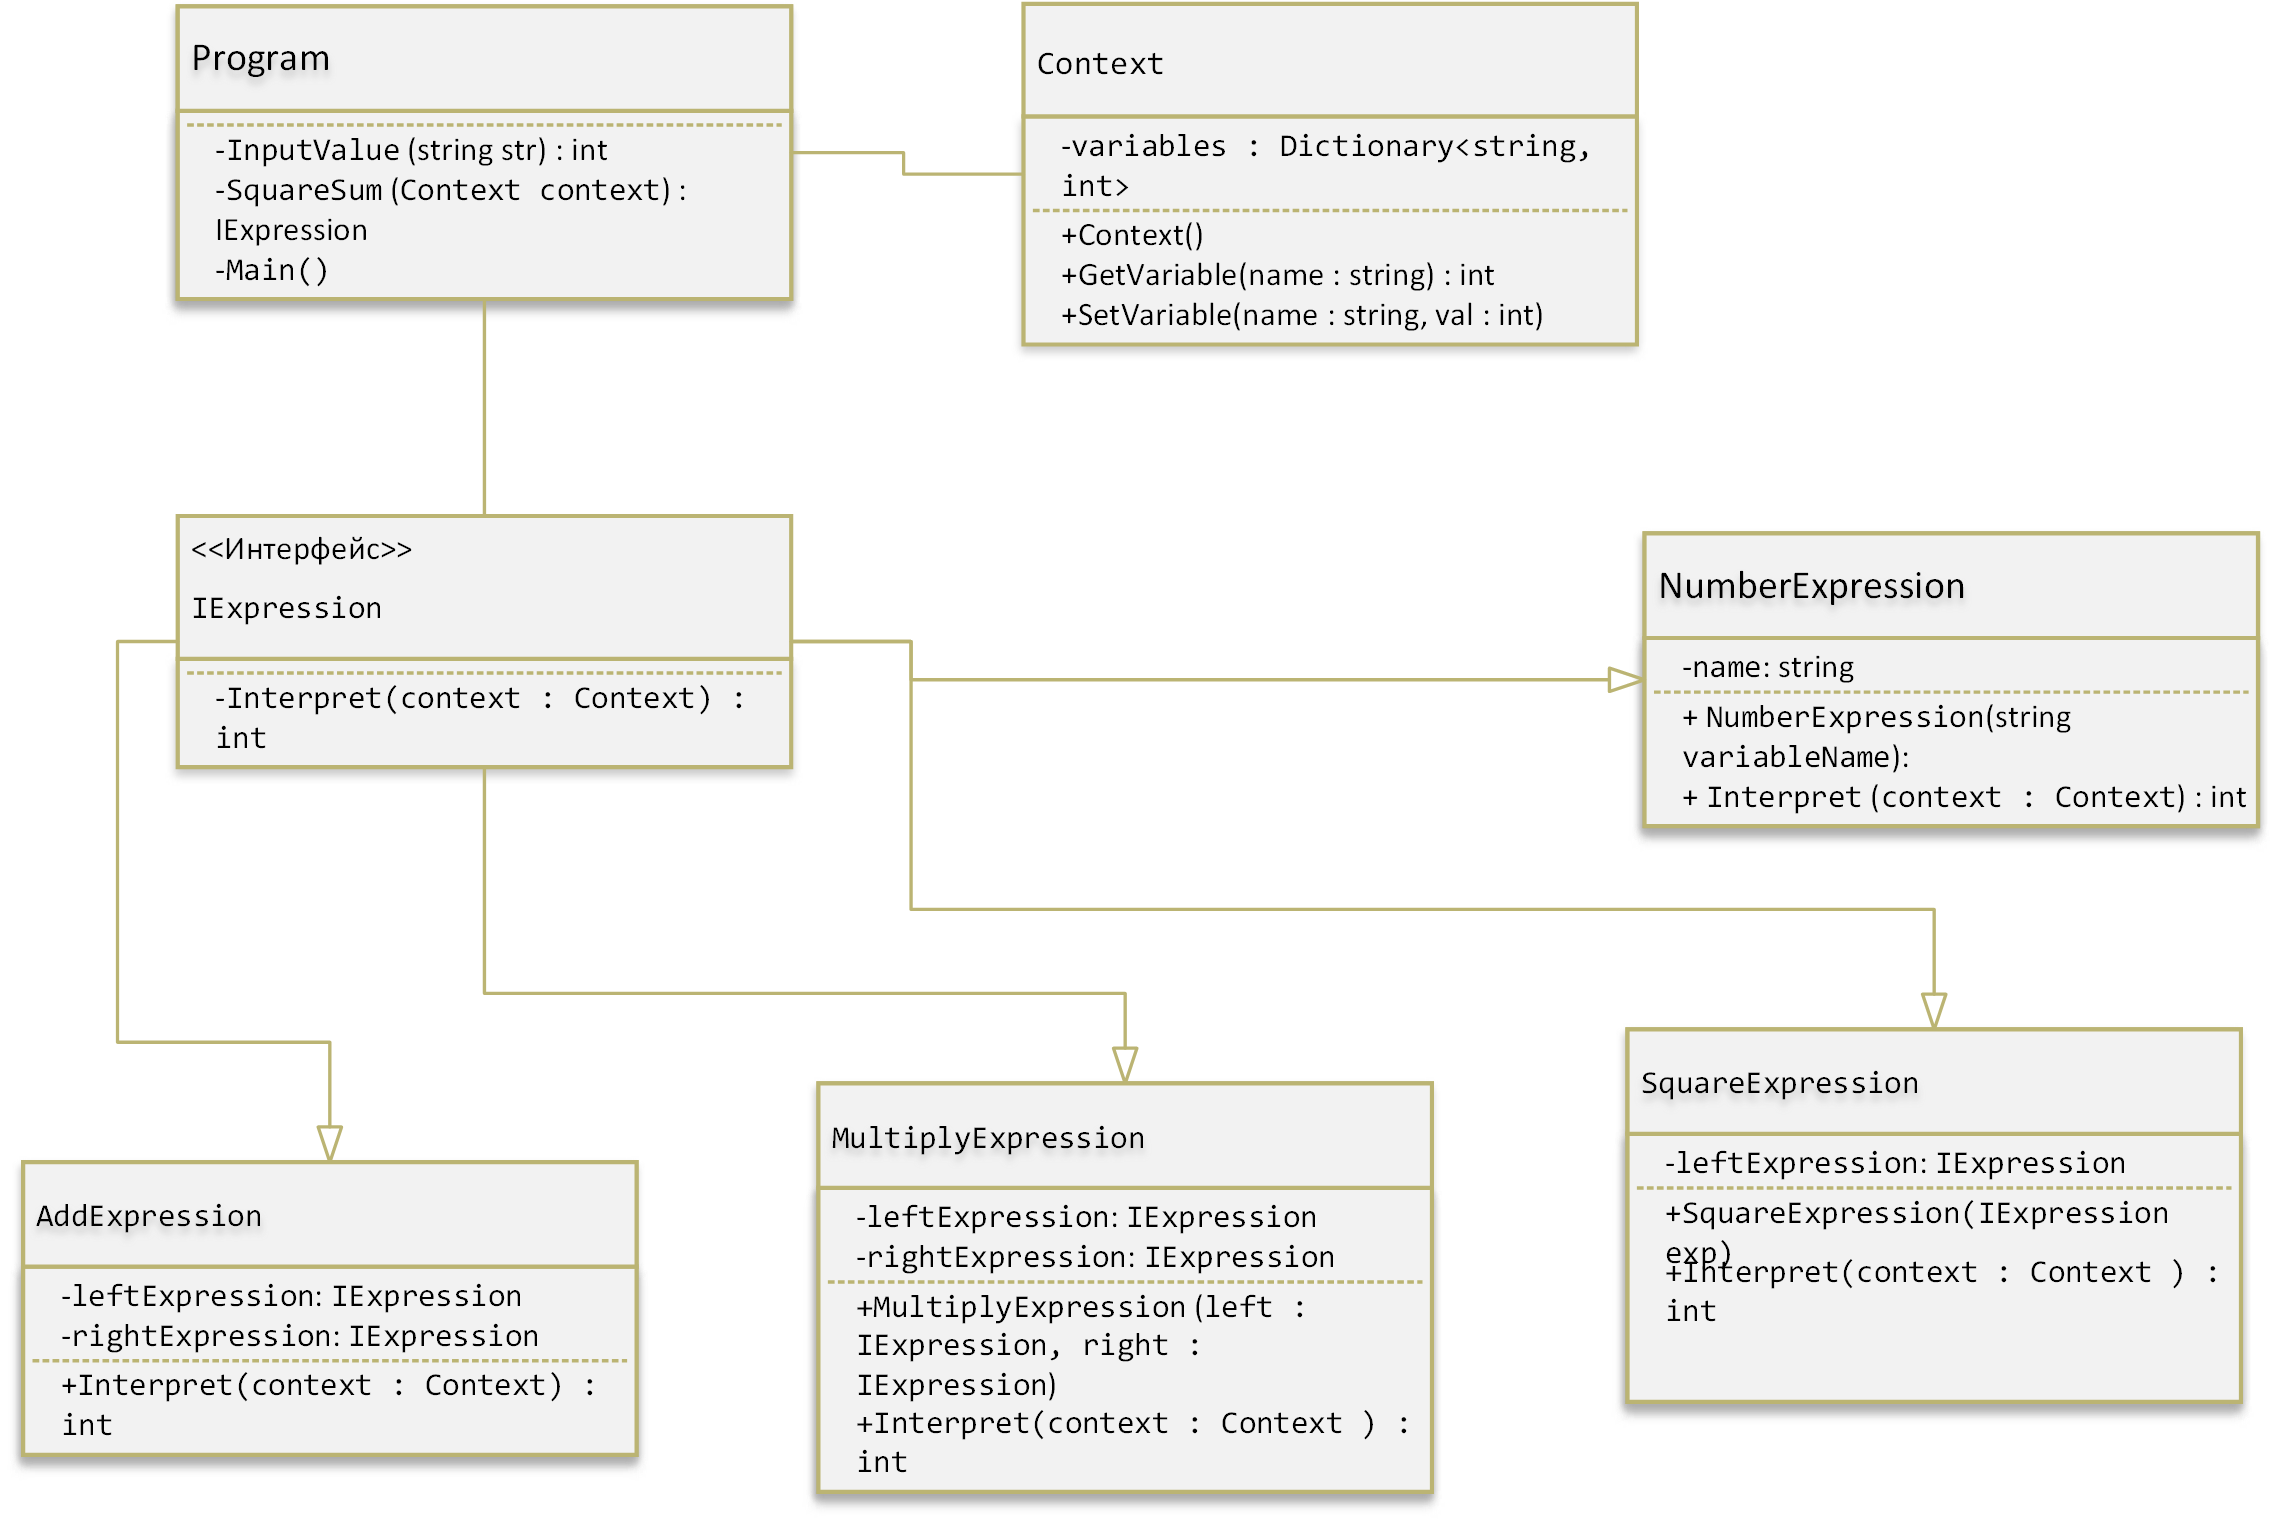 Program
-InputValue (string str) : int
-SquareSum (Context context) :
IExpression
-Main()
Context
-variables : Dictionary<string,
int>
+Context()
+GetVariable(name : string) : int
+SetVariable(name : string, val : int)
<<Интерфейс>>
IExpression
-Interpret(context : Context) :
int
NumberExpression
-name: string
+ NumberExpression(string
variableName):
+ Interpret (context : Context) : int
AddExpression
-leftExpression: IExpression
-rightExpression: IExpression
+Interpret(context : Context) :
int
MultiplyExpression
-leftExpression: IExpression
-rightExpression: IExpression
+MultiplyExpression (left :
IExpression, right :
IExpression)
+Interpret(context : Context ) :
int
SquareExpression
-leftExpression: IExpression
+SquareExpression(IExpression
exp)
+Interpret(context : Context ) :
int